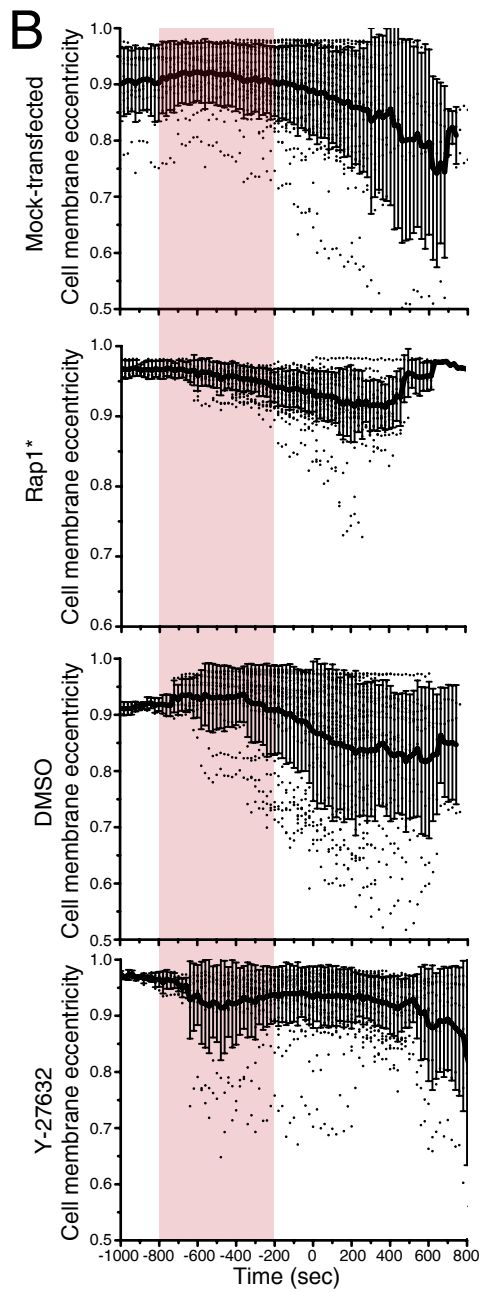 B
Mock-transfected
Cell membrane eccentricity
1.0
0.9
0.8
0.7
0.6
0.5
Rap1*
Cell membrane eccentricity
1.0
0.9
0.8
0.7
0.6
DMSO
Cell membrane eccentricity
1.0
0.9
0.8
0.7
0.6
0.5
Y-27632
Cell membrane eccentricity
1.0
0.9
0.8
0.7
0.6
0.5
-1000 -800 -600 -400 -200 0 200 400 600 800
Time (sec)